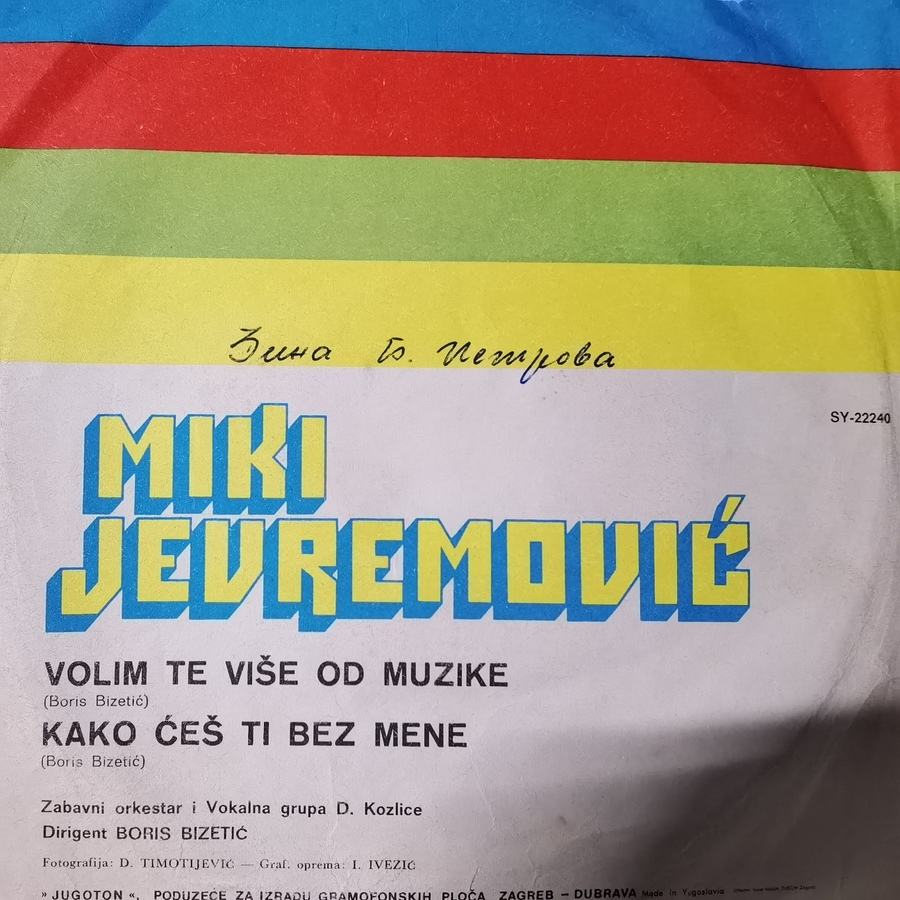 Зина Б. Петрова
SY-22240
MIKI
JEVREMOVIĆ
VOLIM TE VIŠE OD MUZIKE
(Boris Bizetić)
KAKO ĆEŠ TI BEZ MENE
(Boris Bizetić)
Zabavni orkestar i Vokalna grupa D. Kozlice
Dirigent BORIS BIZETIĆ
Fotografija: D. TIMOTIJEVIĆ — Graf. oprema: I. IVEZIĆ
» JUGOTON «, PODUZEĆE ZA IZRADU GRAMOFONSKIH PLOČA, ZAGREB – DUBRAVA Made in Yugoslavia